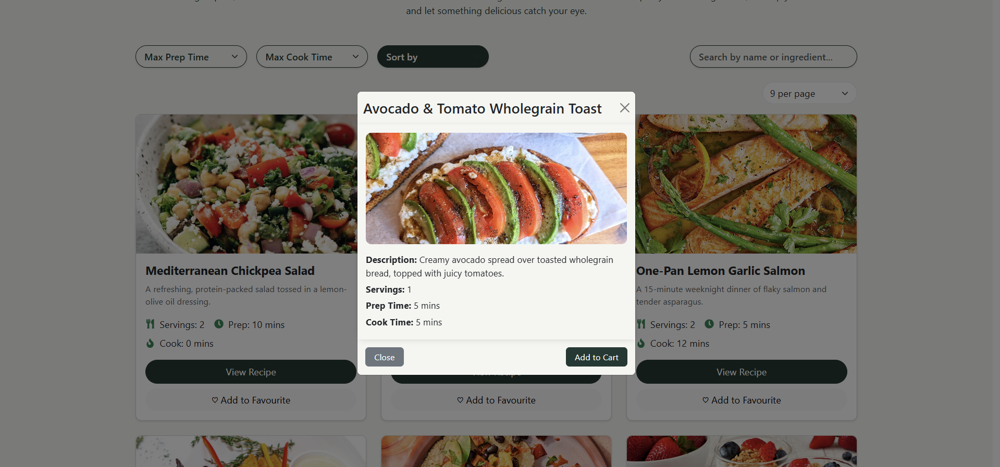 and let something delicious catch your eye.
Max Prep Time
Max Cook Time
Sort by
Search by name or ingredient...
9 per page
Avocado & Tomato Wholegrain Toast
Description: Creamy avocado spread over toasted wholegrain
bread, topped with juicy tomatoes.
Servings: 1
Prep Time: 5 mins
Cook Time: 5 mins
Close
Add to Cart
Mediterranean Chickpea Salad
A refreshing, protein-packed salad tossed in a lemon-
olive oil dressing.
Servings: 2
Prep: 10 mins
Cook: 0 mins
View Recipe
♡ Add to Favourite
♡ Add to Favourite
One-Pan Lemon Garlic Salmon
A 15-minute weeknight dinner of flaky salmon and
tender asparagus.
Servings: 2
Prep: 5 mins
Cook: 12 mins
View Recipe
♡ Add to Favourite